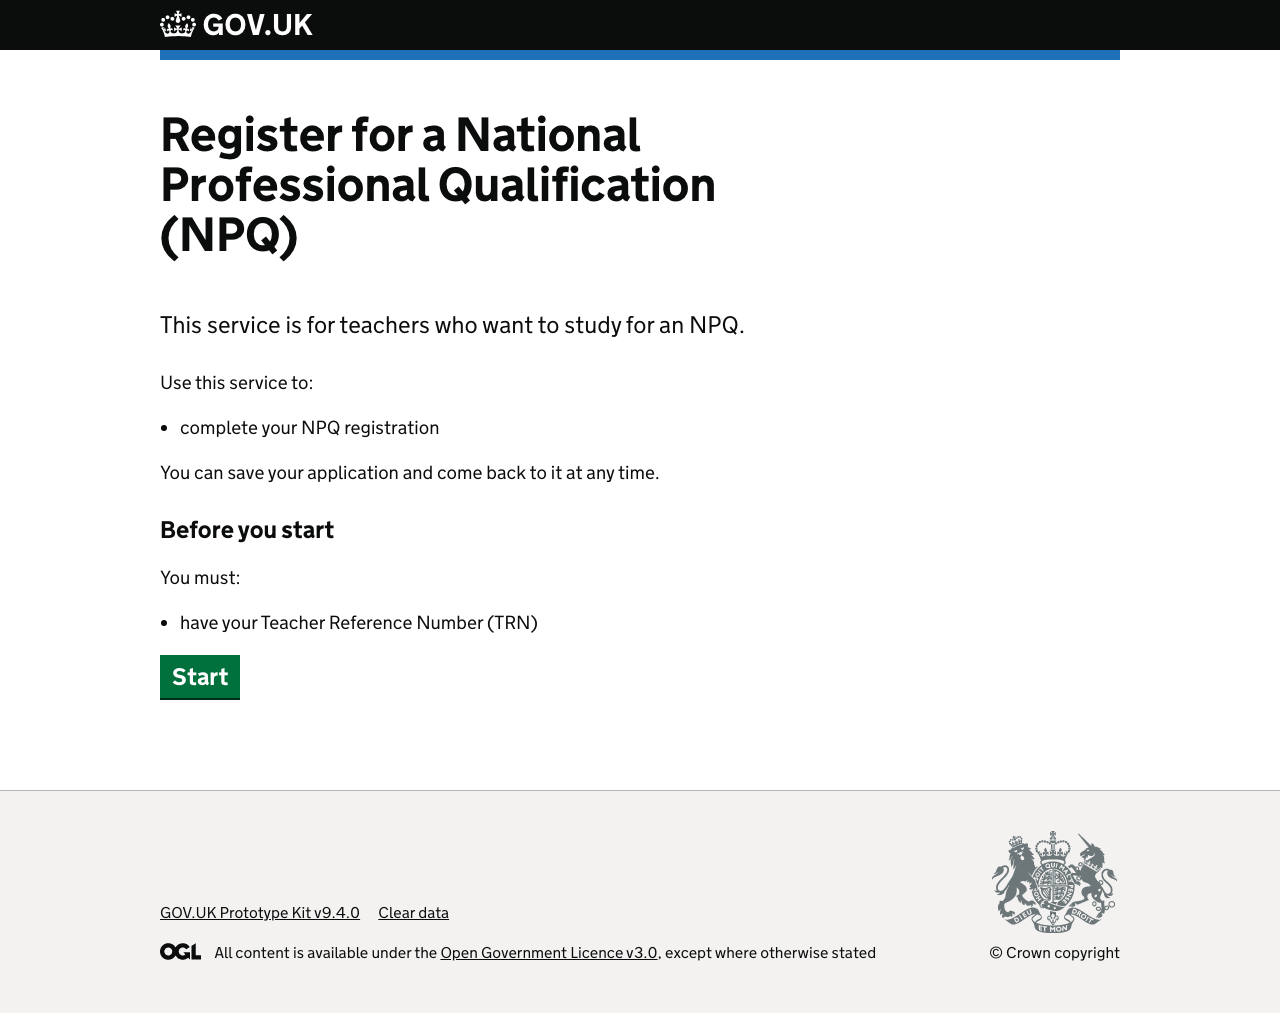 GOV.UK
Register for a National
Professional Qualification
(NPQ)
This service is for teachers who want to study for an NPQ.
Use this service to:
• complete your NPQ registration
You can save your application and come back to it at any time.
Before you start
You must:
• have your Teacher Reference Number (TRN)
Start
GOV.UK Prototype Kit v9.4.0 Clear data
OGL All content is available under the Open Government Licence v3.0, except where otherwise stated
DIEU ET MON DROIT
© Crown copyright